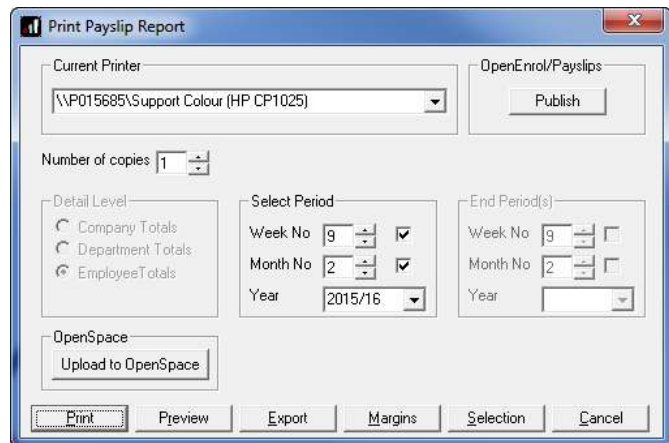 Print Payslip Report
Current Printer
\\P015685\Support Colour (HP CP1025)
OpenEnrol/Payslips
Publish
Number of copies 1
Detail Level
Company Totals
Department Totals
EmployeeTotals
Select Period
Week No 9
Month No 2
Year 2015/16
End Period(s)
Week No 9
Month No 2
Year
OpenSpace
Upload to OpenSpace
Print Preview Export Margins Selection Cancel